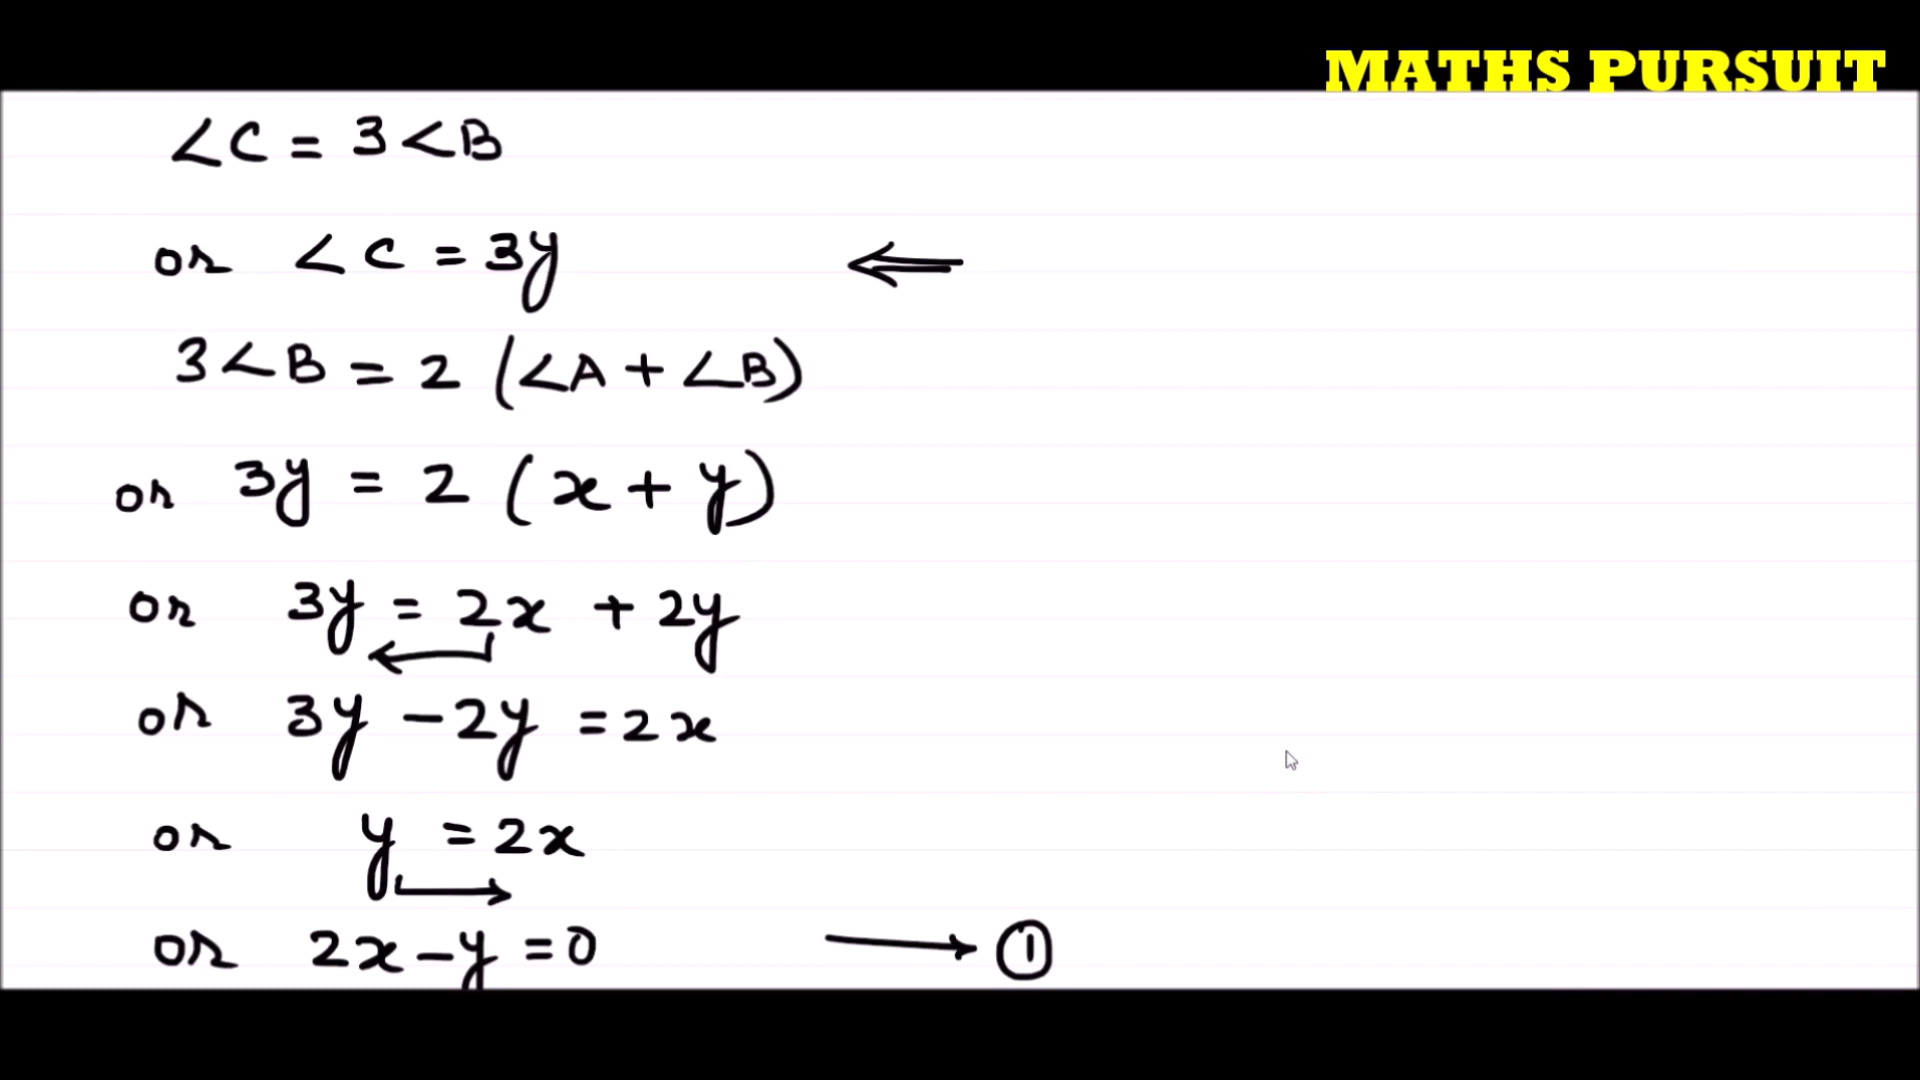 MATHS PURSUIT
∠C = 3∠B
or ∠C = 3y
3∠B = 2 (∠A + ∠B)
or 3y = 2 (x + y)
or 3y = 2x + 2y
or 3y - 2y = 2x
or y = 2x
or 2x - y = 0 → ①